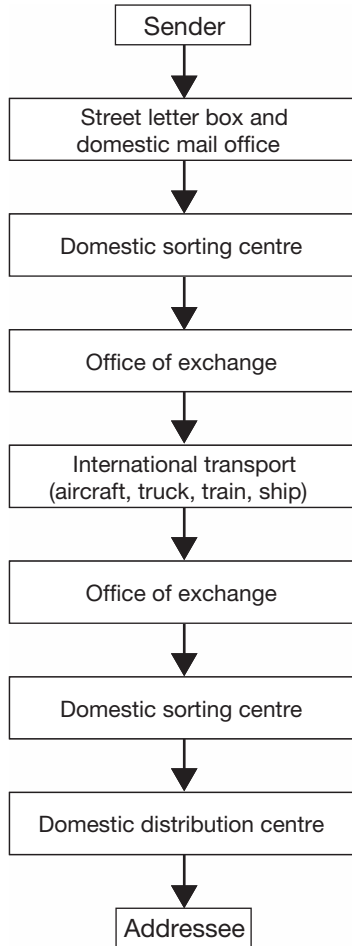 Sender
Street letter box and
domestic mail office
Domestic sorting centre
Office of exchange
International transport
(aircraft, truck, train, ship)
Office of exchange
Domestic sorting centre
Domestic distribution centre
Addressee